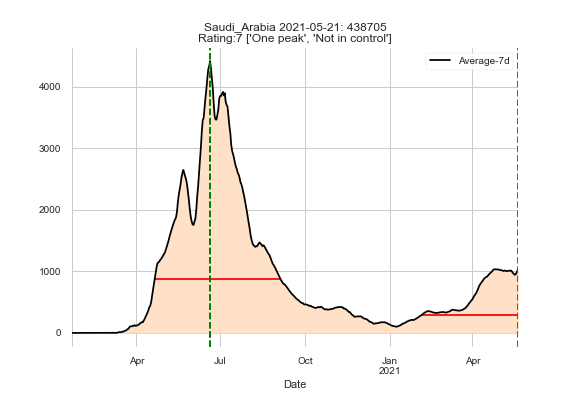 Saudi_Arabia 2021-05-21: 438705
Rating:7 ['One peak', 'Not in control']
Average-7d
4000
3000
2000
1000
0
Apr
Jul
Oct
Jan
2021
Apr
Date